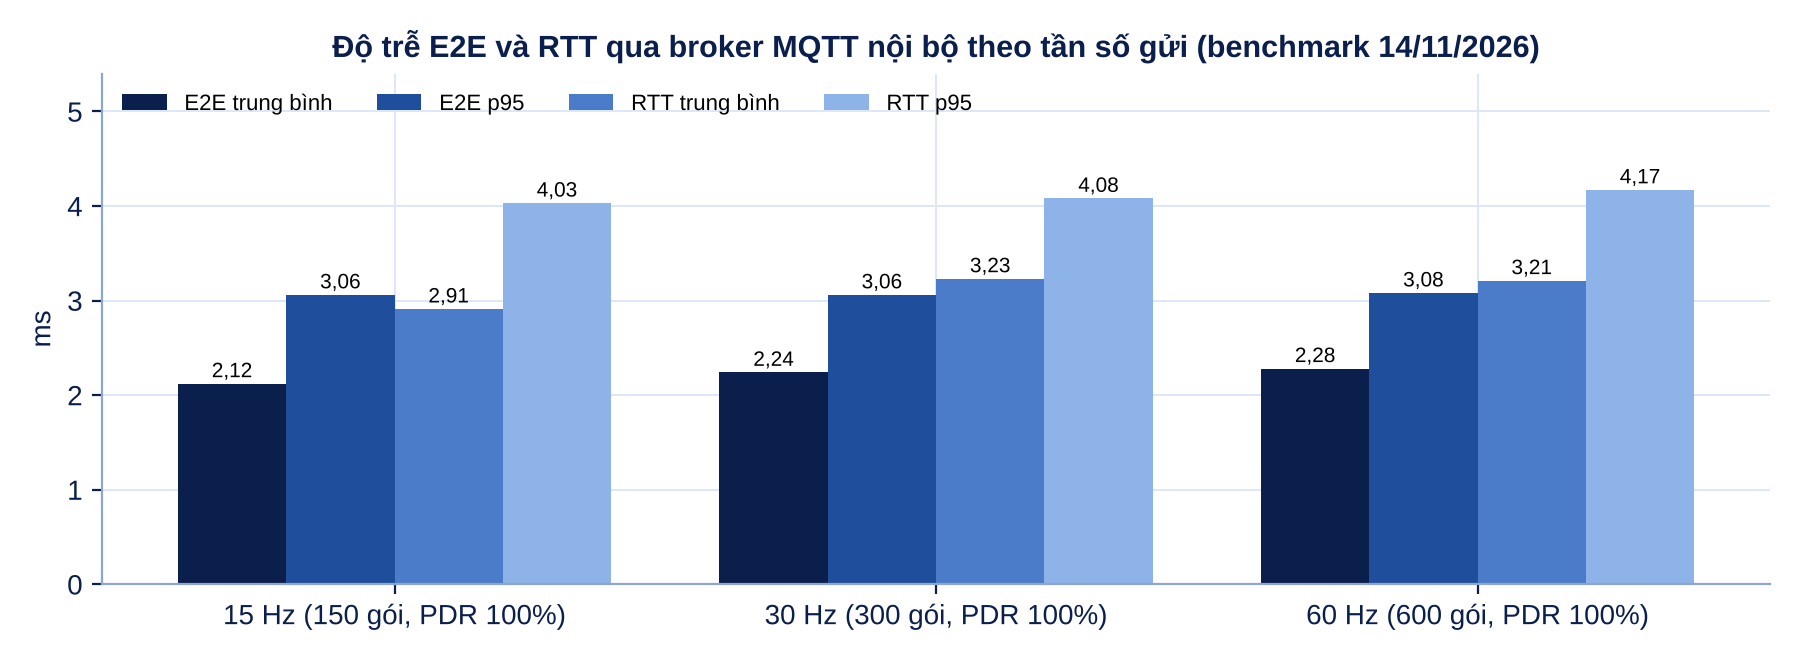 Độ trễ E2E và RTT qua broker MQTT nội bộ theo tần số gửi (benchmark 14/11/2026)
E2E trung bình E2E p95 RTT trung bình RTT p95
ms
5
4
3
2
1
0
2,12 3,06 2,91 4,03
2,24 3,06 3,23 4,08
2,28 3,08 3,21 4,17
15 Hz (150 gói, PDR 100%) 30 Hz (300 gói, PDR 100%) 60 Hz (600 gói, PDR 100%)